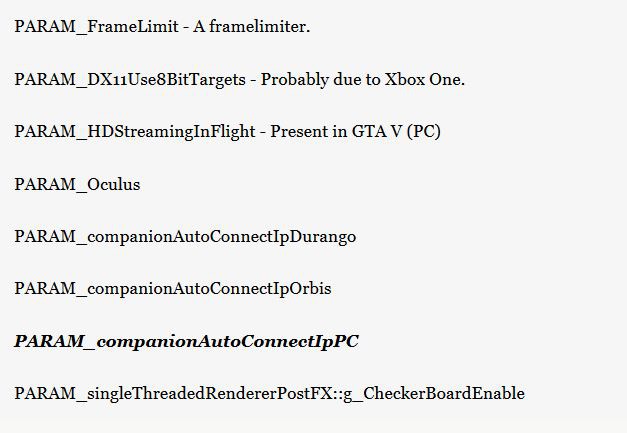 PARAM_FrameLimit - A framelimiter.
PARAM_DX11Use8BitTargets - Probably due to Xbox One.
PARAM_HDStreamingInFlight - Present in GTA V (PC)
PARAM_Oculus
PARAM_companionAutoConnectIpDurango
PARAM_companionAutoConnectIpOrbis
PARAM_companionAutoConnectIpPC
PARAM_singleThreadedRendererPostFX::g_CheckerBoardEnable